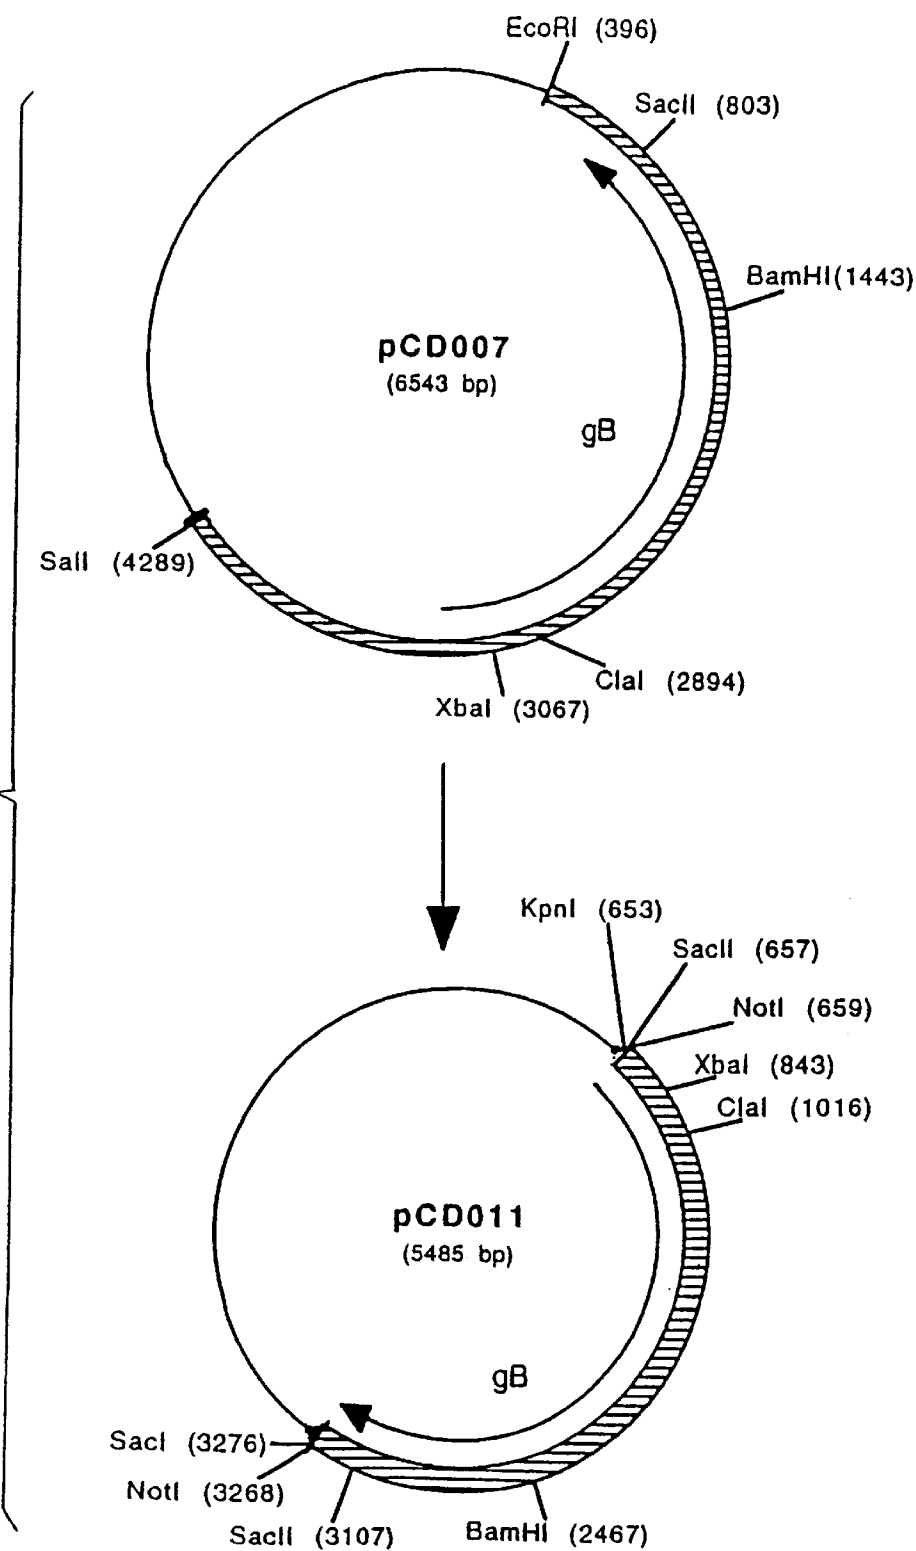 EcoRI (396)
SacII (803)
BamHI(1443)
pCD007
(6543 bp)
gB
SalI (4289)
ClaI (2894)
XbaI (3067)
KpnI (653)
SacII (657)
NotI (659)
XbaI (843)
ClaI (1016)
pCD011
(5485 bp)
gB
SacI (3276)
NotI (3268)
SacII (3107)
BamHI (2467)